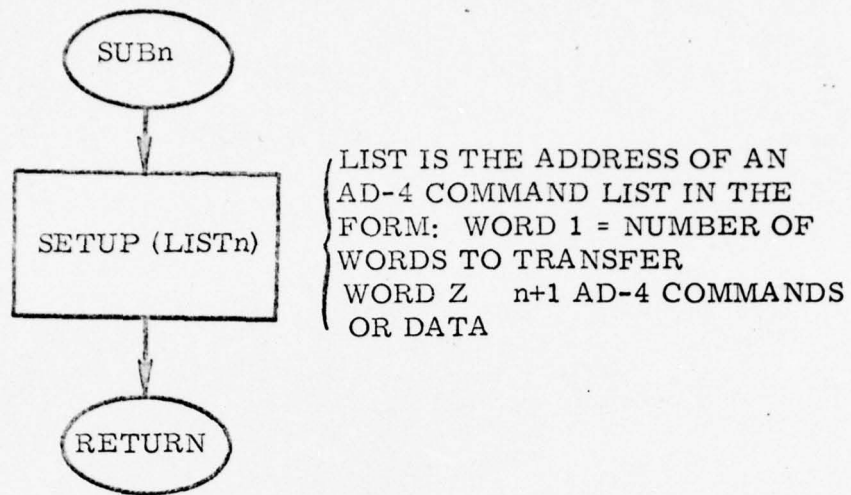 SUBn
SETUP (LISTn)
LIST IS THE ADDRESS OF AN
AD-4 COMMAND LIST IN THE
FORM: WORD 1 = NUMBER OF
WORDS TO TRANSFER
WORD Z n+1 AD-4 COMMANDS
OR DATA
RETURN